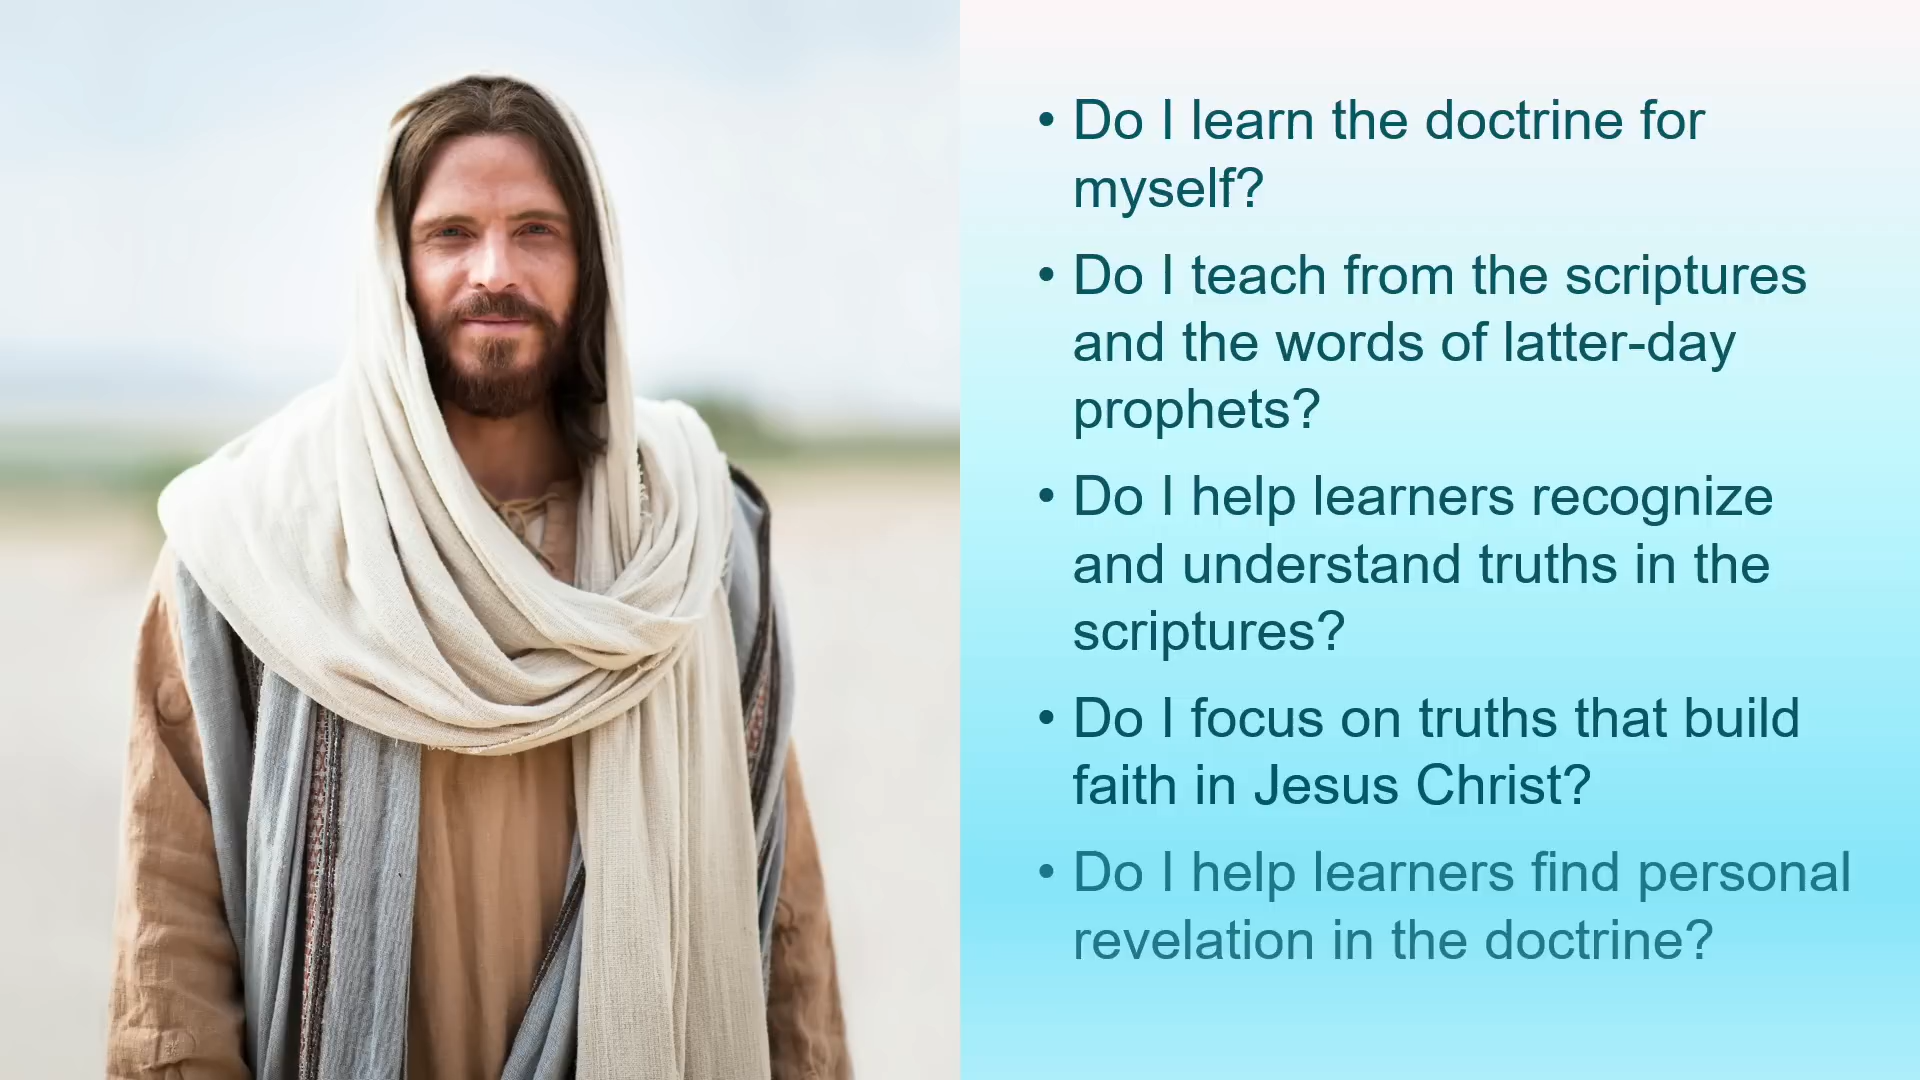 • Do I learn the doctrine for
myself?
• Do I teach from the scriptures
and the words of latter-day
prophets?
• Do I help learners recognize
and understand truths in the
scriptures?
• Do I focus on truths that build
faith in Jesus Christ?
• Do I help learners find personal
revelation in the doctrine?